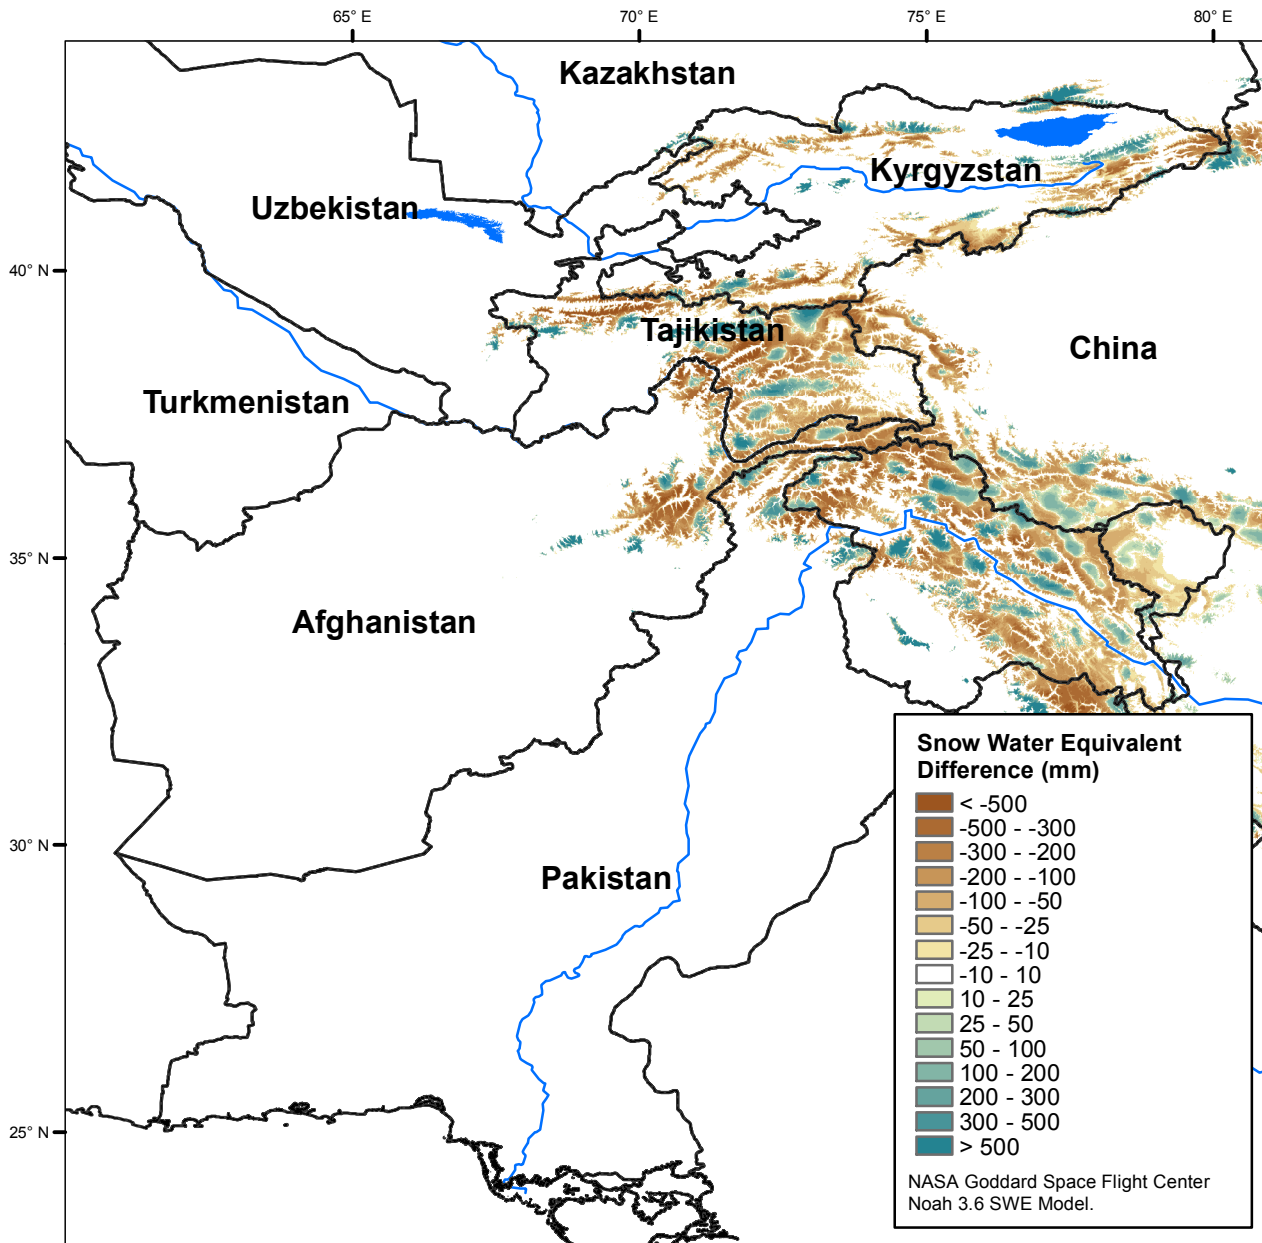 65° E
70° E
75° E
80° E
Kazakhstan
Kyrgyzstan
Uzbekistan
40° N
Tajikistan
China
Turkmenistan
35° N
Afghanistan
Snow Water Equivalent
Difference (mm)
< -500
-500 - -300
-300 - -200
-200 - -100
-100 - -50
-50 - -25
-25 - -10
-10 - 10
10 - 25
25 - 50
50 - 100
100 - 200
200 - 300
300 - 500
> 500
30° N
Pakistan
25° N
NASA Goddard Space Flight Center
Noah 3.6 SWE Model.